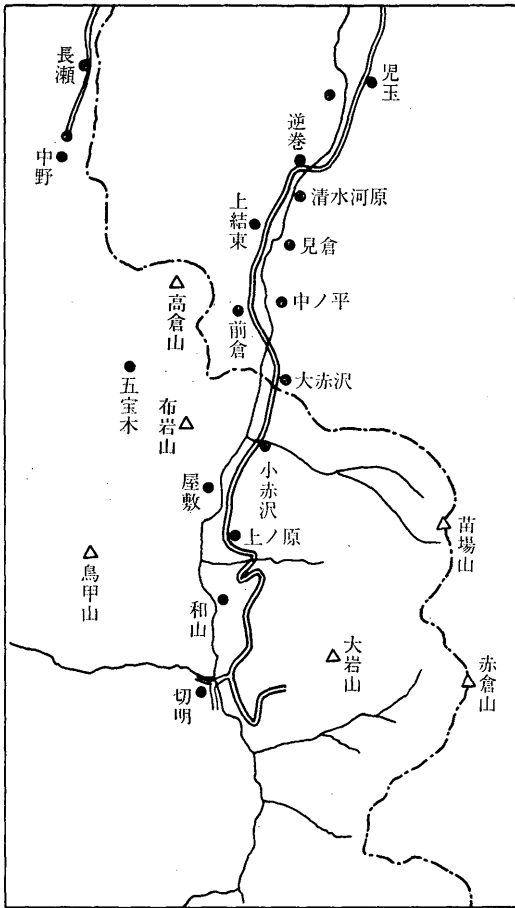 長瀬
児玉
逆巻
中野
清水河原
上結東
見倉
高倉山
中ノ平
前倉
五宝木
大赤沢
布岩山
小赤沢
屋敷
苗場山
上ノ原
鳥甲山
和山
大岩山
赤倉山
切明